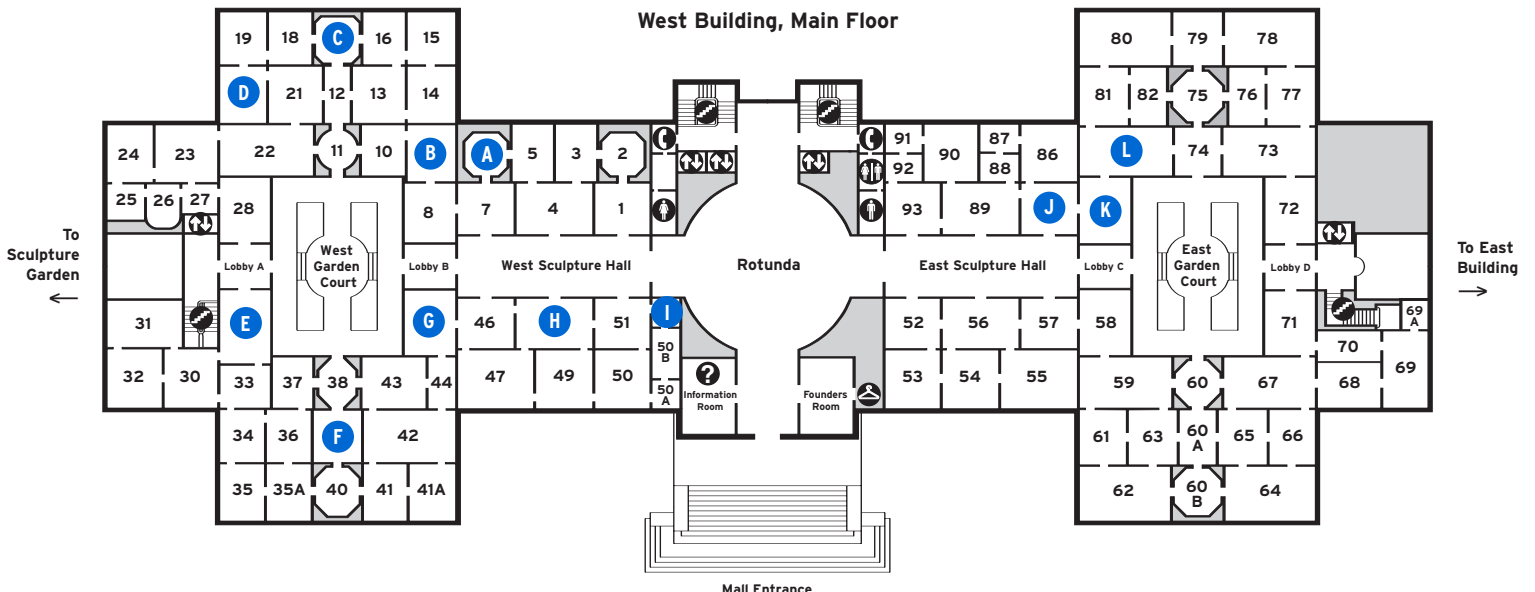 West Building, Main Floor
19 18 C 16 15
80 79 78
D 21 12 13 14
81 82 75 76 77
24 23 22 11 10 B A 5 3 2
91 90 87 86 L 74 73
92 88
25 26 27 28 8 7 4 1
93 89 J K 72
To
Sculpture
Garden
Lobby A
West
Garden
Court
Lobby B
West Sculpture Hall
Rotunda
East Sculpture Hall
Lobby C
East
Garden
Court
Lobby D
To East
Building
31 E G 46 H 51 I
52 56 57 58 71
69
A
50
B
70
32 30 33 37 38 43 44 47 49 50
50
A
?
Information
Room
Founders
Room
53 54 55 59 60 67 68 69
34 36 F 42
61 63
60
A
65 66
35 35A 40 41 41A
62
60
B
64
Mall Entrance